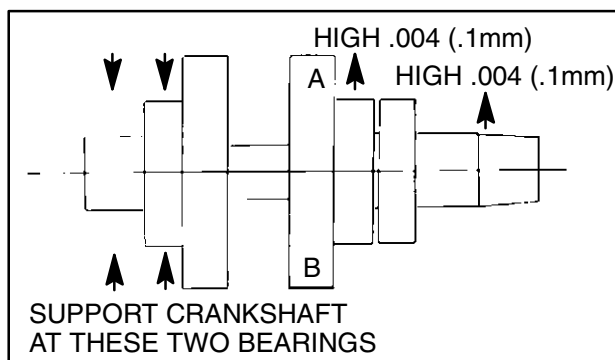 HIGH .004 (.1mm)
HIGH .004 (.1mm)
A
B
SUPPORT CRANKSHAFT
AT THESE TWO BEARINGS